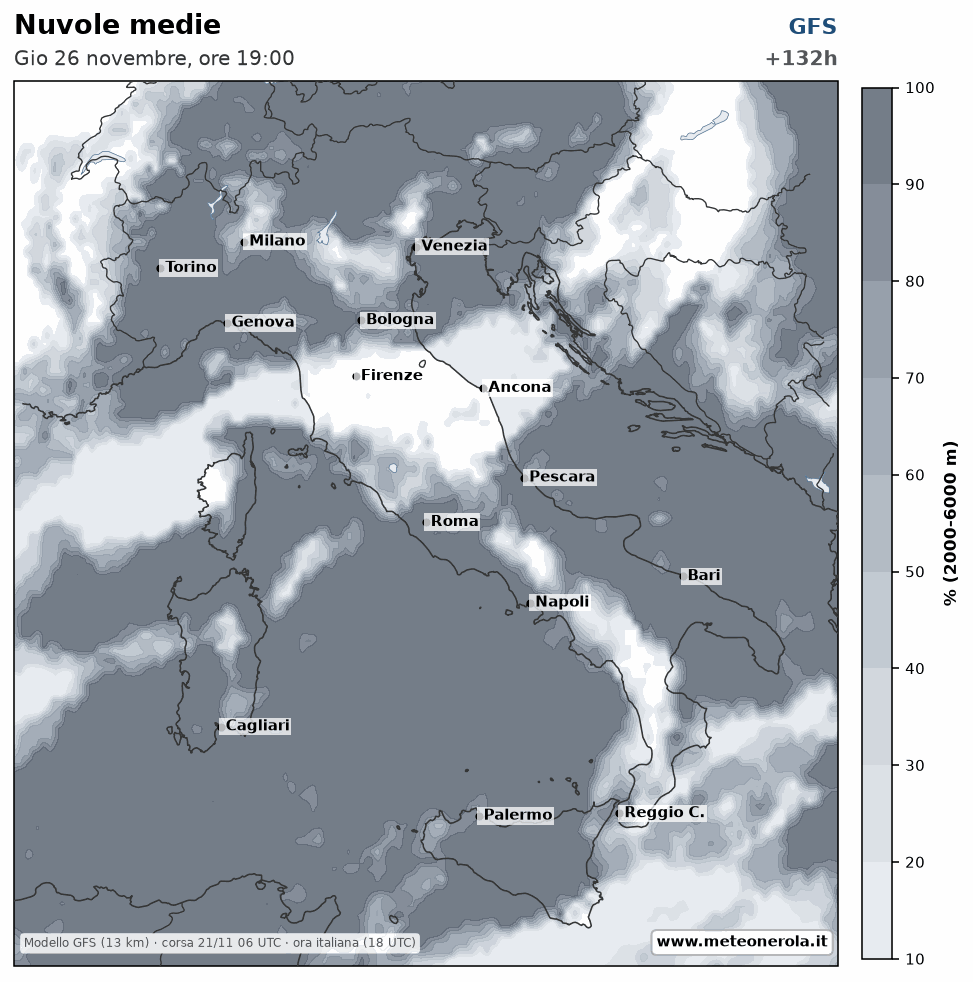 Nuvole medie
GFS
Gio 26 novembre, ore 19:00
+132h
Milano
Venezia
Torino
Genova
Bologna
Firenze
Ancona
Pescara
Roma
Bari
Napoli
Cagliari
Palermo
Reggio C.
Modello GFS (13 km) · corsa 21/11 06 UTC · ora italiana (18 UTC)
www.meteonerola.it
100
90
80
70
60
50
40
30
20
10
% (2000-6000 m)